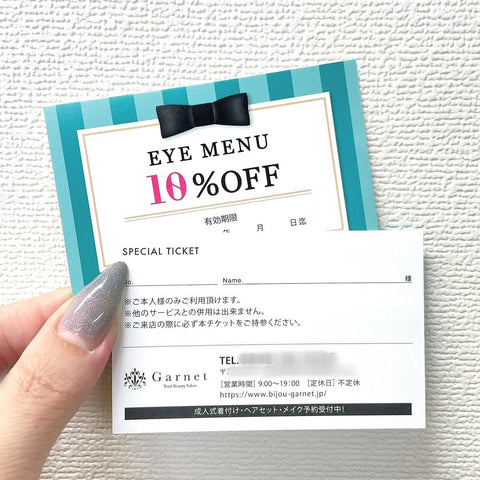 EYE MENU
10%OFF
有効期限
月 日迄
SPECIAL TICKET
No. Name. 様
※ご本人様のみご利用頂けます。
※他のサービスとの併用は出来ません。
※ご来店の際に必ず本チケットをご持参ください。
TEL.
〒
Garnet
Total Beauty Salon
[営業時間] 9:00〜19:00 [定休日] 不定休
https://www.bijou-garnet.jp/
成人式着付け・ヘアセット・メイク予約受付中!